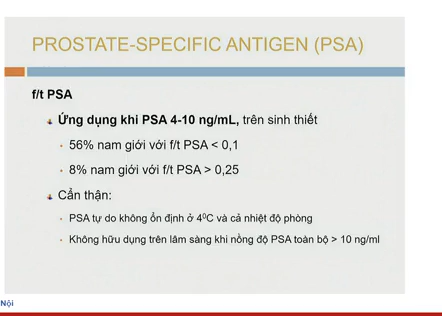 PROSTATE-SPECIFIC ANTIGEN (PSA)
f/t PSA
Ứng dụng khi PSA 4-10 ng/mL, trên sinh thiết
56% nam giới với f/t PSA < 0,1
8% nam giới với f/t PSA > 0,25
Cẩn thận:
PSA tự do không ổn định ở 4⁰C và cả nhiệt độ phòng
Không hữu dụng trên lâm sàng khi nồng độ PSA toàn bộ > 10 ng/ml
Nội